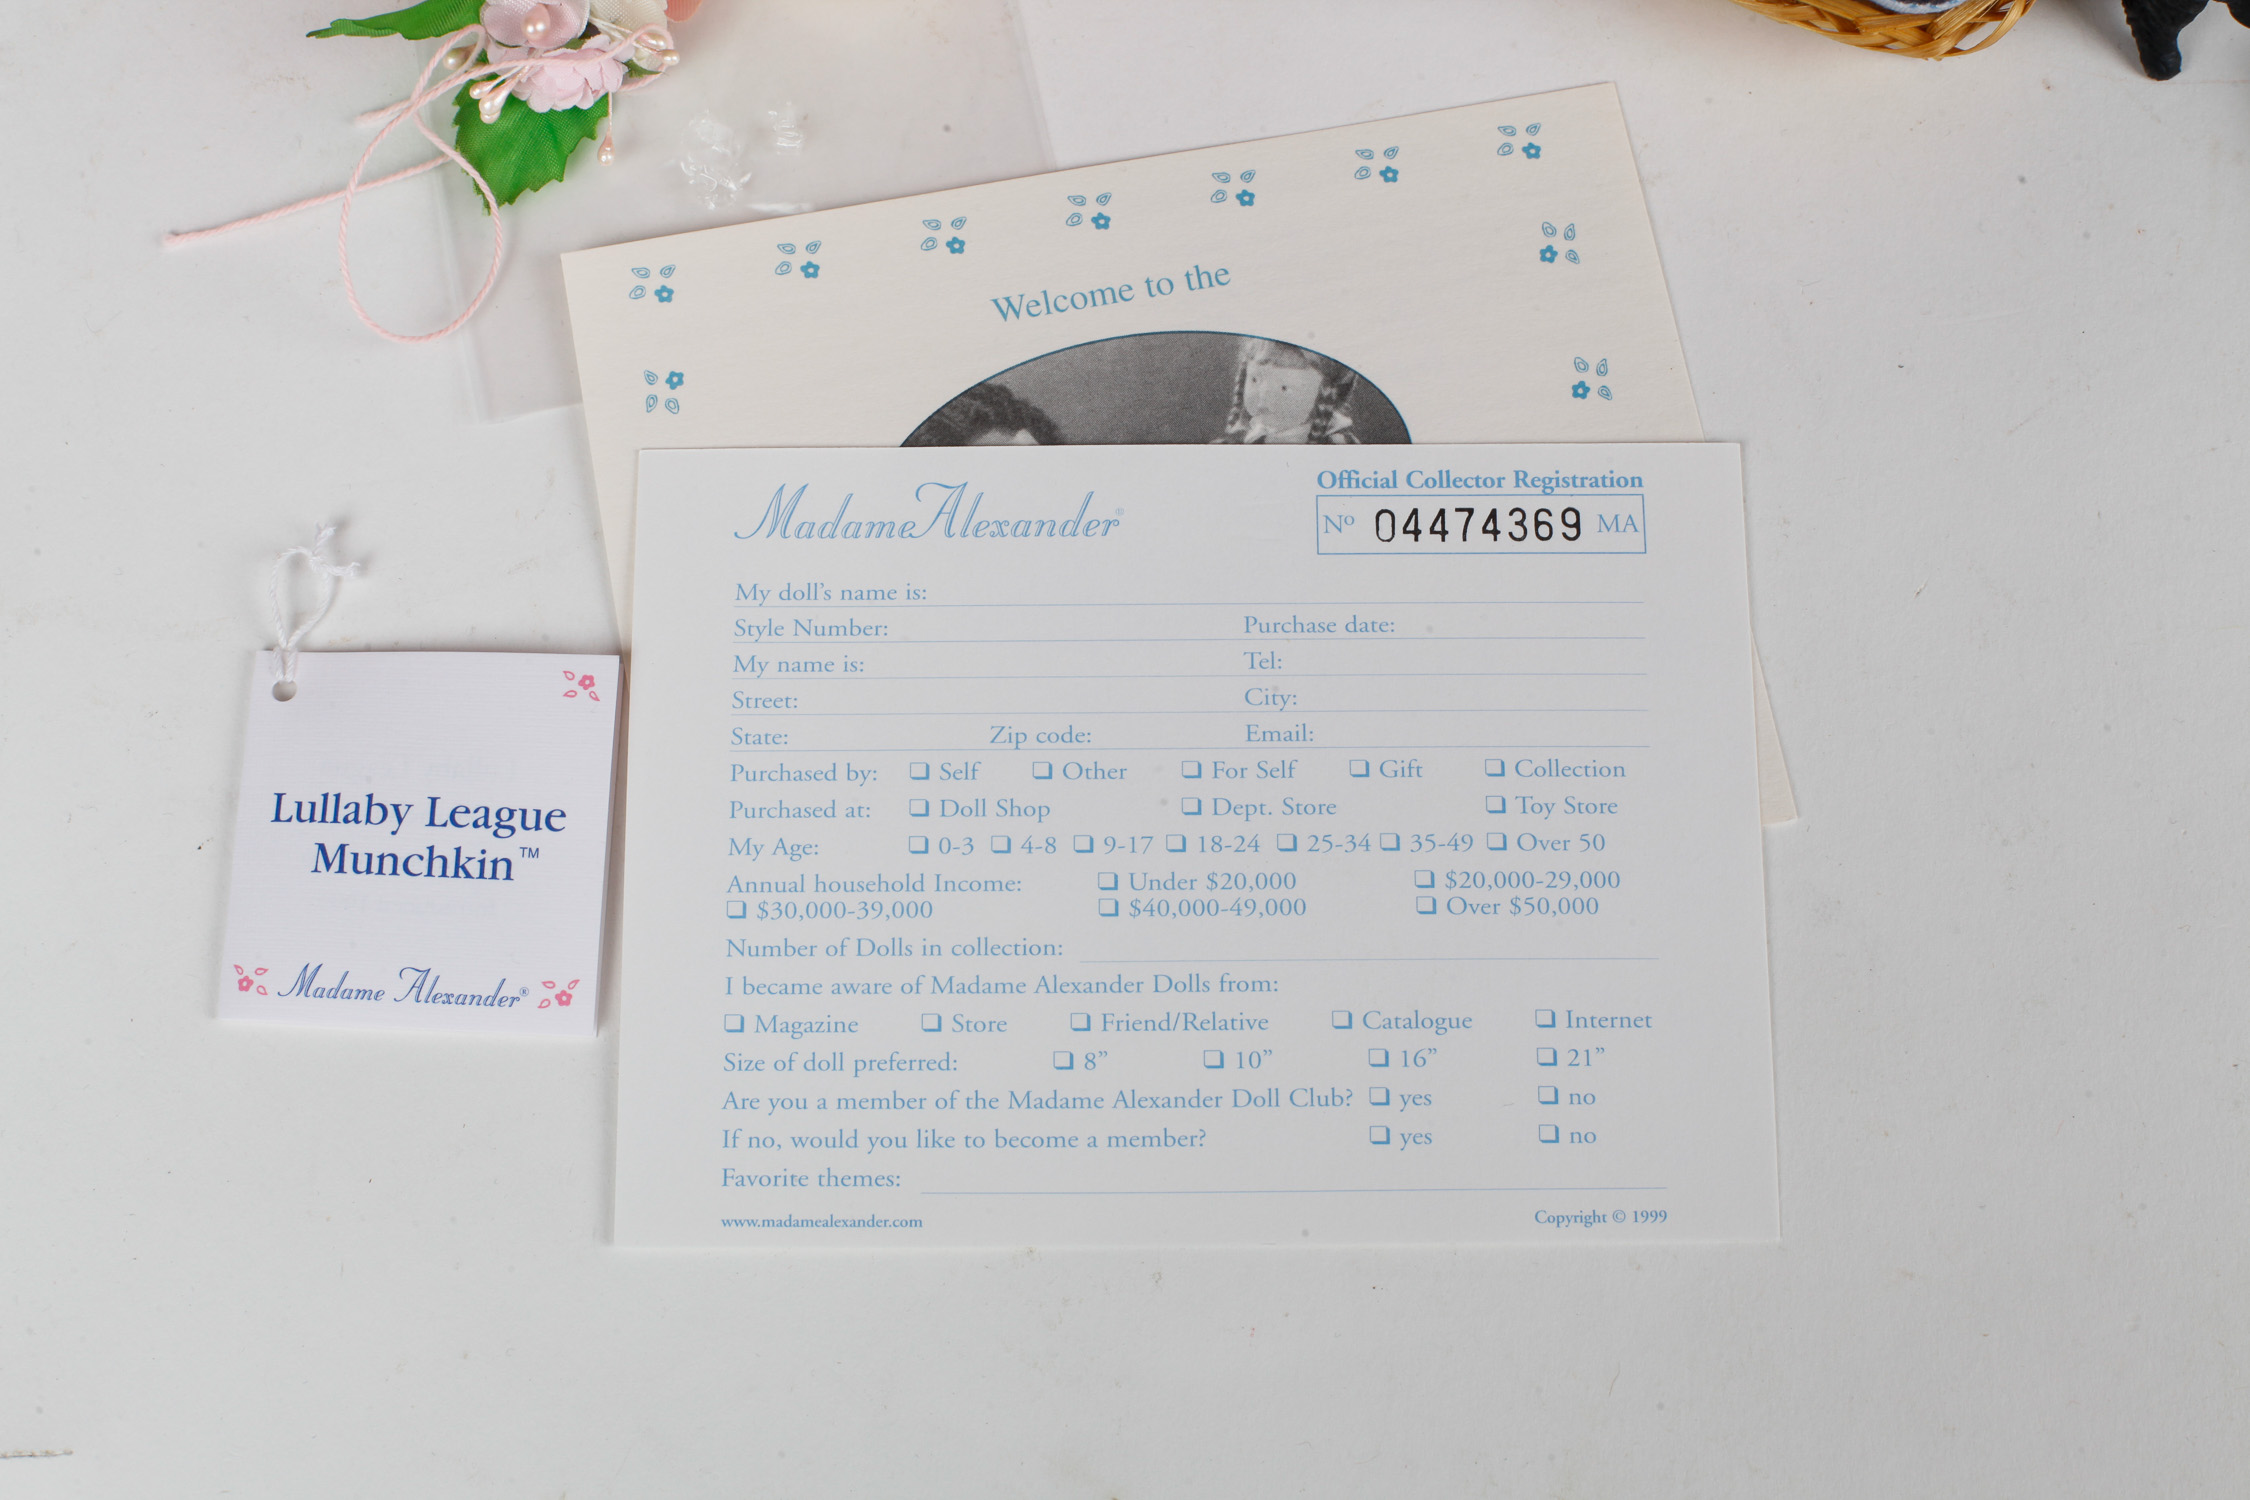 Welcome to the
Madame Alexander®
Official Collector Registration
Nº 04474369 MA
My doll's name is:
Style Number: Purchase date:
My name is: Tel:
Street: City:
State: Zip code: Email:
Purchased by: ❏ Self ❏ Other ❏ For Self ❏ Gift ❏ Collection
Purchased at: ❏ Doll Shop ❏ Dept. Store ❏ Toy Store
My Age: ❏ 0-3 ❏ 4-8 ❏ 9-17 ❏ 18-24 ❏ 25-34 ❏ 35-49 ❏ Over 50
Annual household Income: ❏ Under $20,000 ❏ $20,000-29,000
❏ $30,000-39,000 ❏ $40,000-49,000 ❏ Over $50,000
Number of Dolls in collection:
I became aware of Madame Alexander Dolls from:
❏ Magazine ❏ Store ❏ Friend/Relative ❏ Catalogue ❏ Internet
Size of doll preferred: ❏ 8” ❏ 10” ❏ 16” ❏ 21”
Are you a member of the Madame Alexander Doll Club? ❏ yes ❏ no
If no, would you like to become a member? ❏ yes ❏ no
Favorite themes:
www.madamealexander.com Copyright © 1999
Lullaby League
Munchkin™
Madame Alexander®